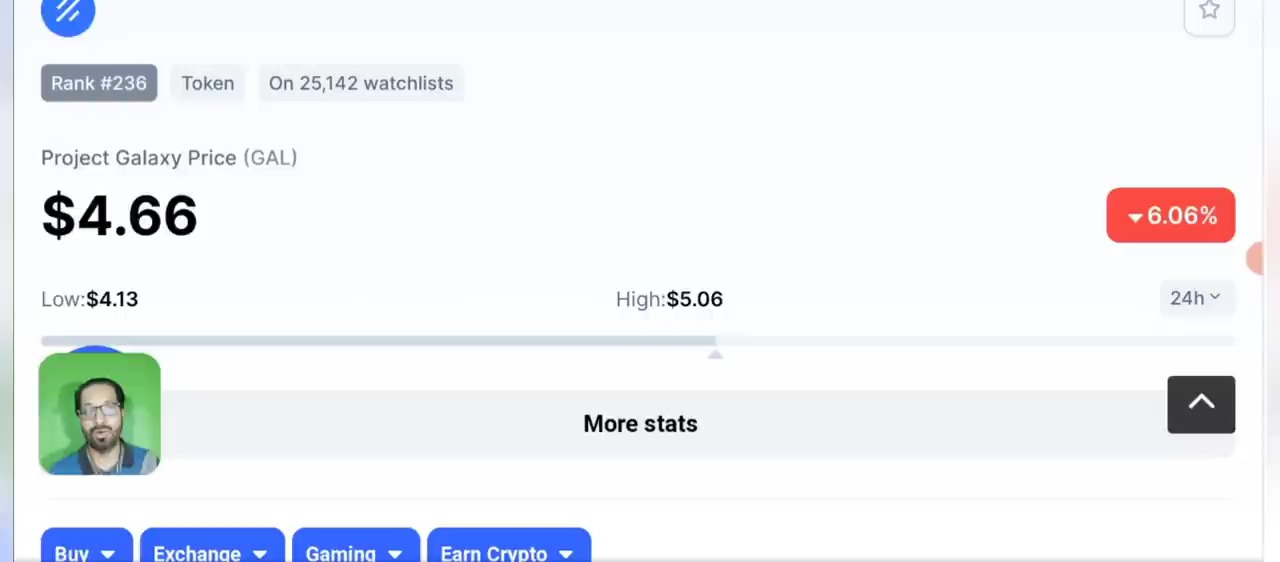 Rank #236 Token On 25,142 watchlists
Project Galaxy Price (GAL)
$4.66 6.06%
Low:$4.13 High:$5.06 24h
More stats
Buy Exchange Gaming Earn Crypto